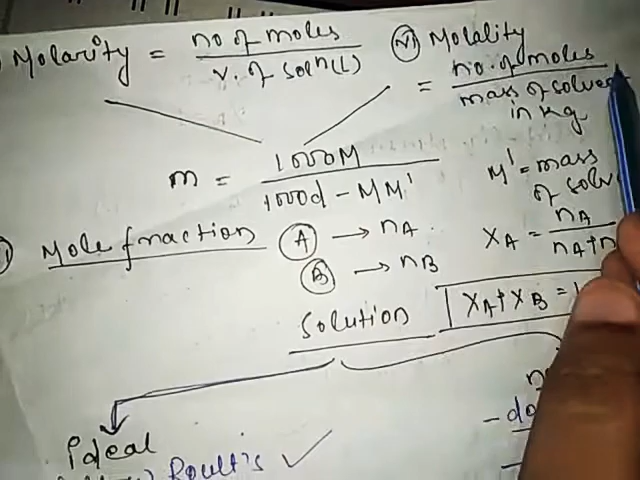 Molarity = no of moles / v. of solⁿ(L)
(vi) Molality
= no. of moles / mass of solve
in kg
m = 1000M / 1000d - MM'
M' = mass
of solv
Mole fraction (A) → nA
XA = nA / nA + n
(B) → nB
Solution
XA + XB = 1
Ideal
Roult's ✓